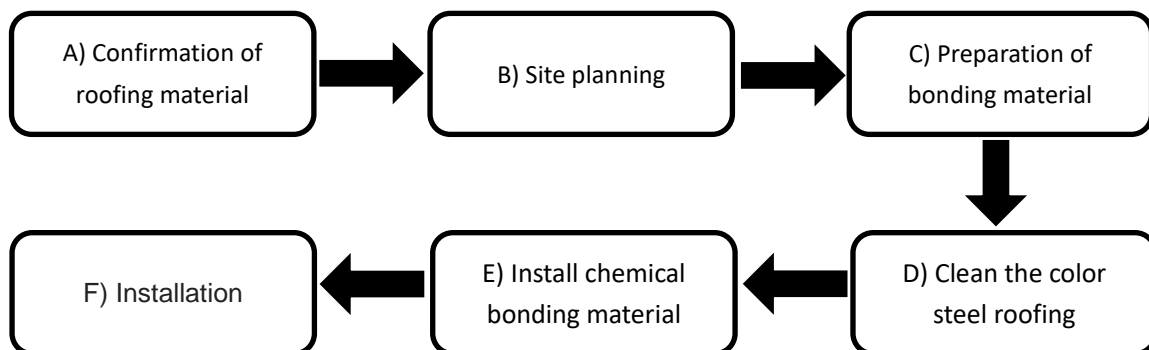 A) Confirmation of
roofing material
B) Site planning
C) Preparation of
bonding material
D) Clean the color
steel roofing
E) Install chemical
bonding material
F) Installation